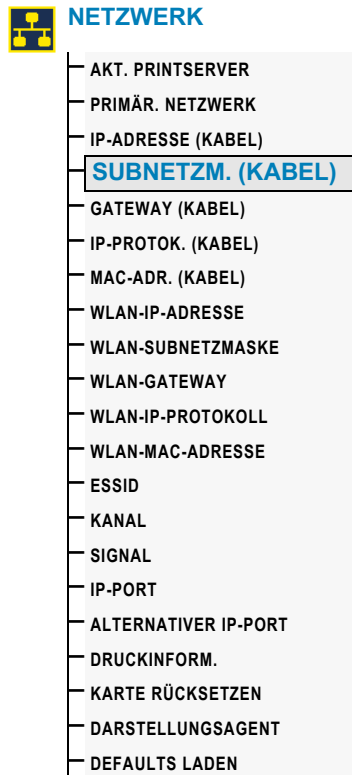 NETZWERK
AKT. PRINTSERVER
PRIMÄR. NETZWERK
IP-ADRESSE (KABEL)
SUBNETZM. (KABEL)
GATEWAY (KABEL)
IP-PROTOK. (KABEL)
MAC-ADR. (KABEL)
WLAN-IP-ADRESSE
WLAN-SUBNETZMASKE
WLAN-GATEWAY
WLAN-IP-PROTOKOLL
WLAN-MAC-ADRESSE
ESSID
KANAL
SIGNAL
IP-PORT
ALTERNATIVER IP-PORT
DRUCKINFORM.
KARTE RÜCKSETZEN
DARSTELLUNGSAGENT
DEFAULTS LADEN